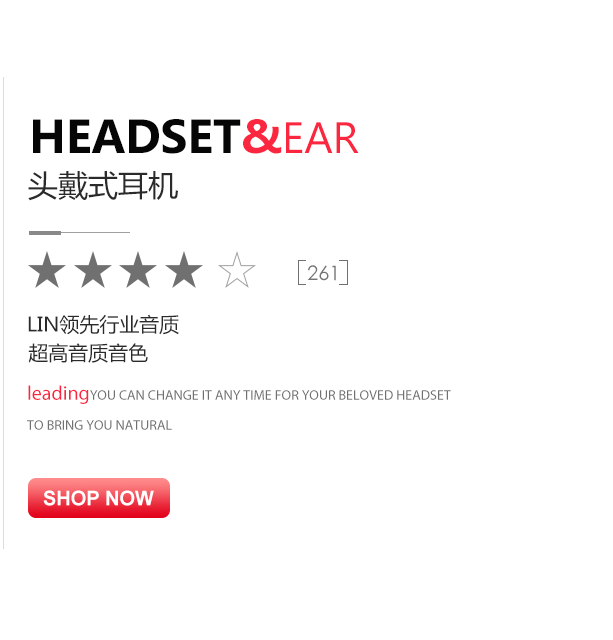 HEADSET&EAR
头戴式耳机
[261]
LIN领先行业音质
超高音质音色
leadingYOU CAN CHANGE IT ANY TIME FOR YOUR BELOVED HEADSET
TO BRING YOU NATURAL
SHOP NOW